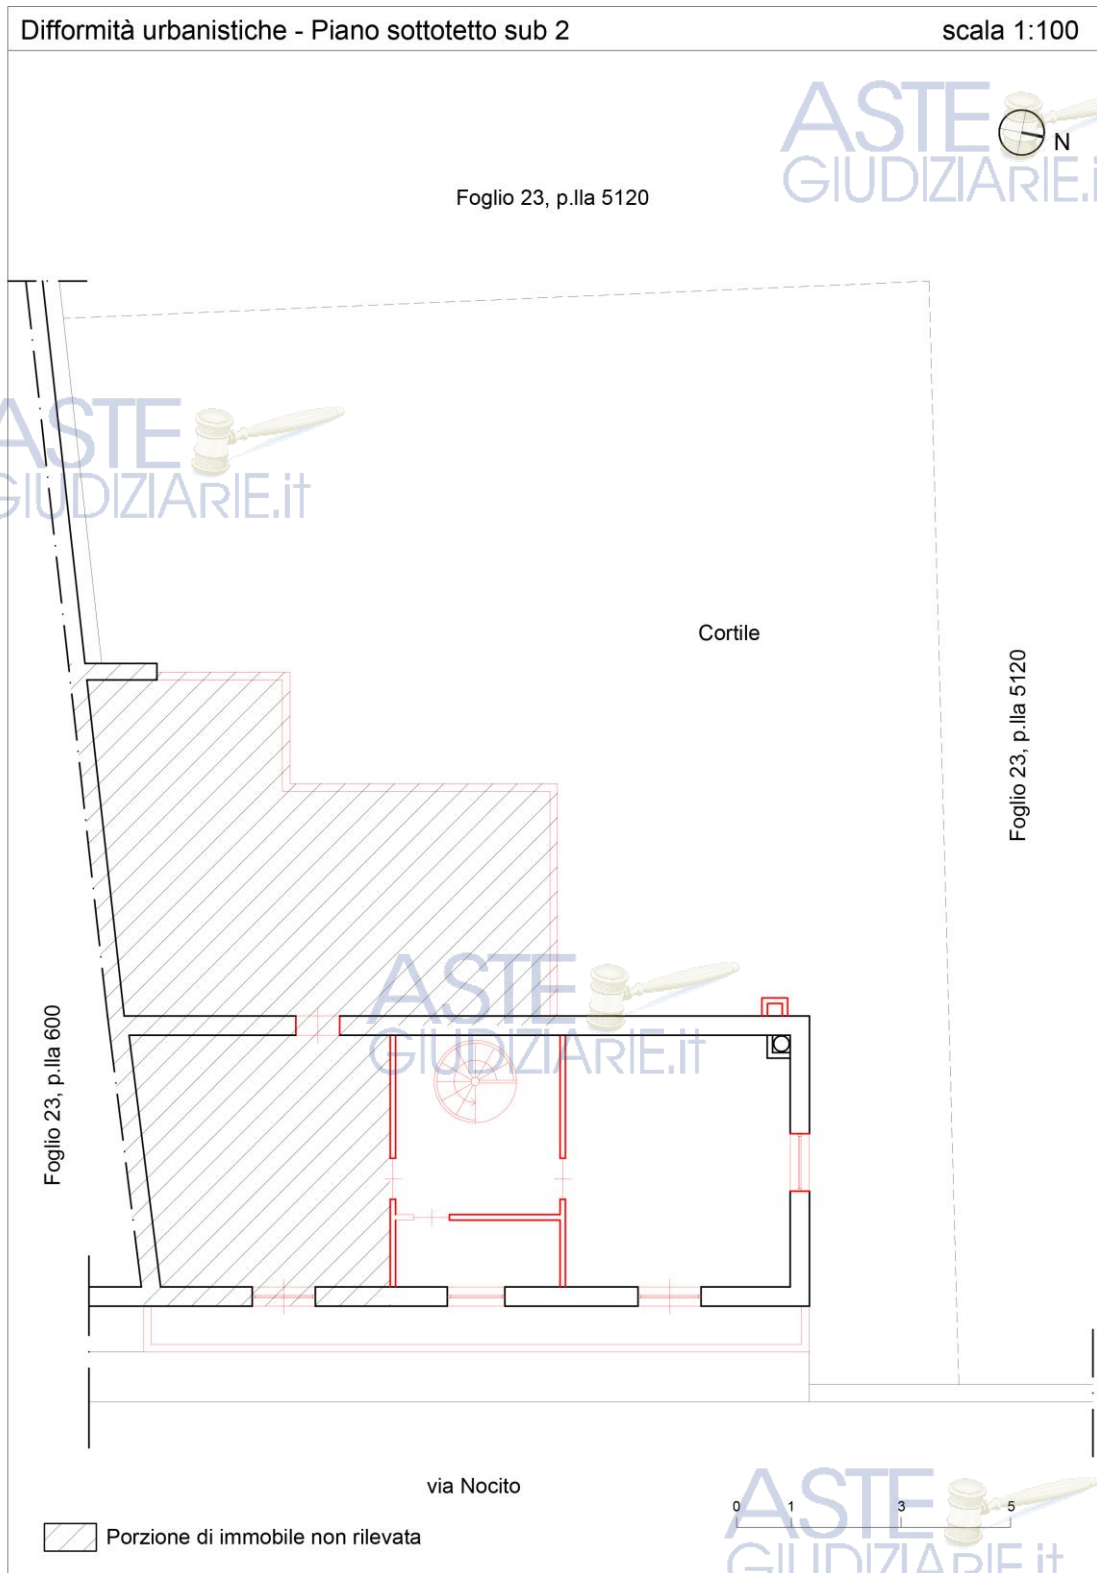 Difformità urbanistiche - Piano sottotetto sub 2
scala 1:100
ASTE
GIUDIZIARIE.it
N
Foglio 23, p.lla 5120
ASTE
GIUDIZIARIE.it
Cortile
Foglio 23, p.lla 5120
ASTE
GIUDIZIARIE.it
Foglio 23, p.lla 600
via Nocito
0 1 3 5
ASTE
GIUDIZIARIE.it
Porzione di immobile non rilevata